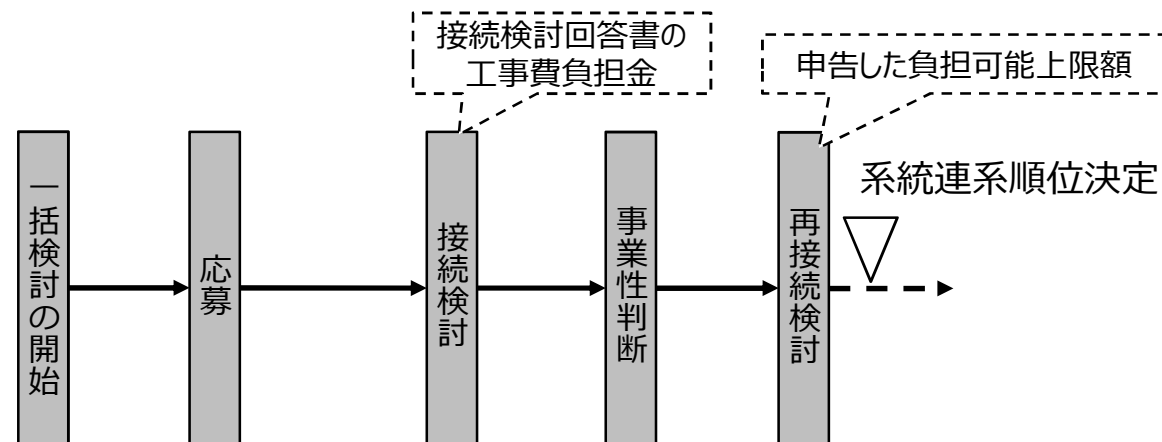 接続検討回答書の
工事費負担金
申告した負担可能上限額
系統連系順位決定
一括検討の開始
応募
接続検討
事業性判断
再接続検討